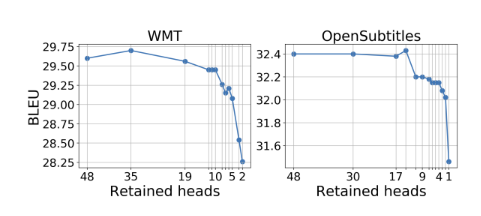 WMT
29.75
29.50
29.25
29.00
28.75
28.50
28.25
BLEU
48 35 19 10 5 2
Retained heads
OpenSubtitles
32.4
32.2
32.0
31.8
31.6
48 30 17 9 4 1
Retained heads